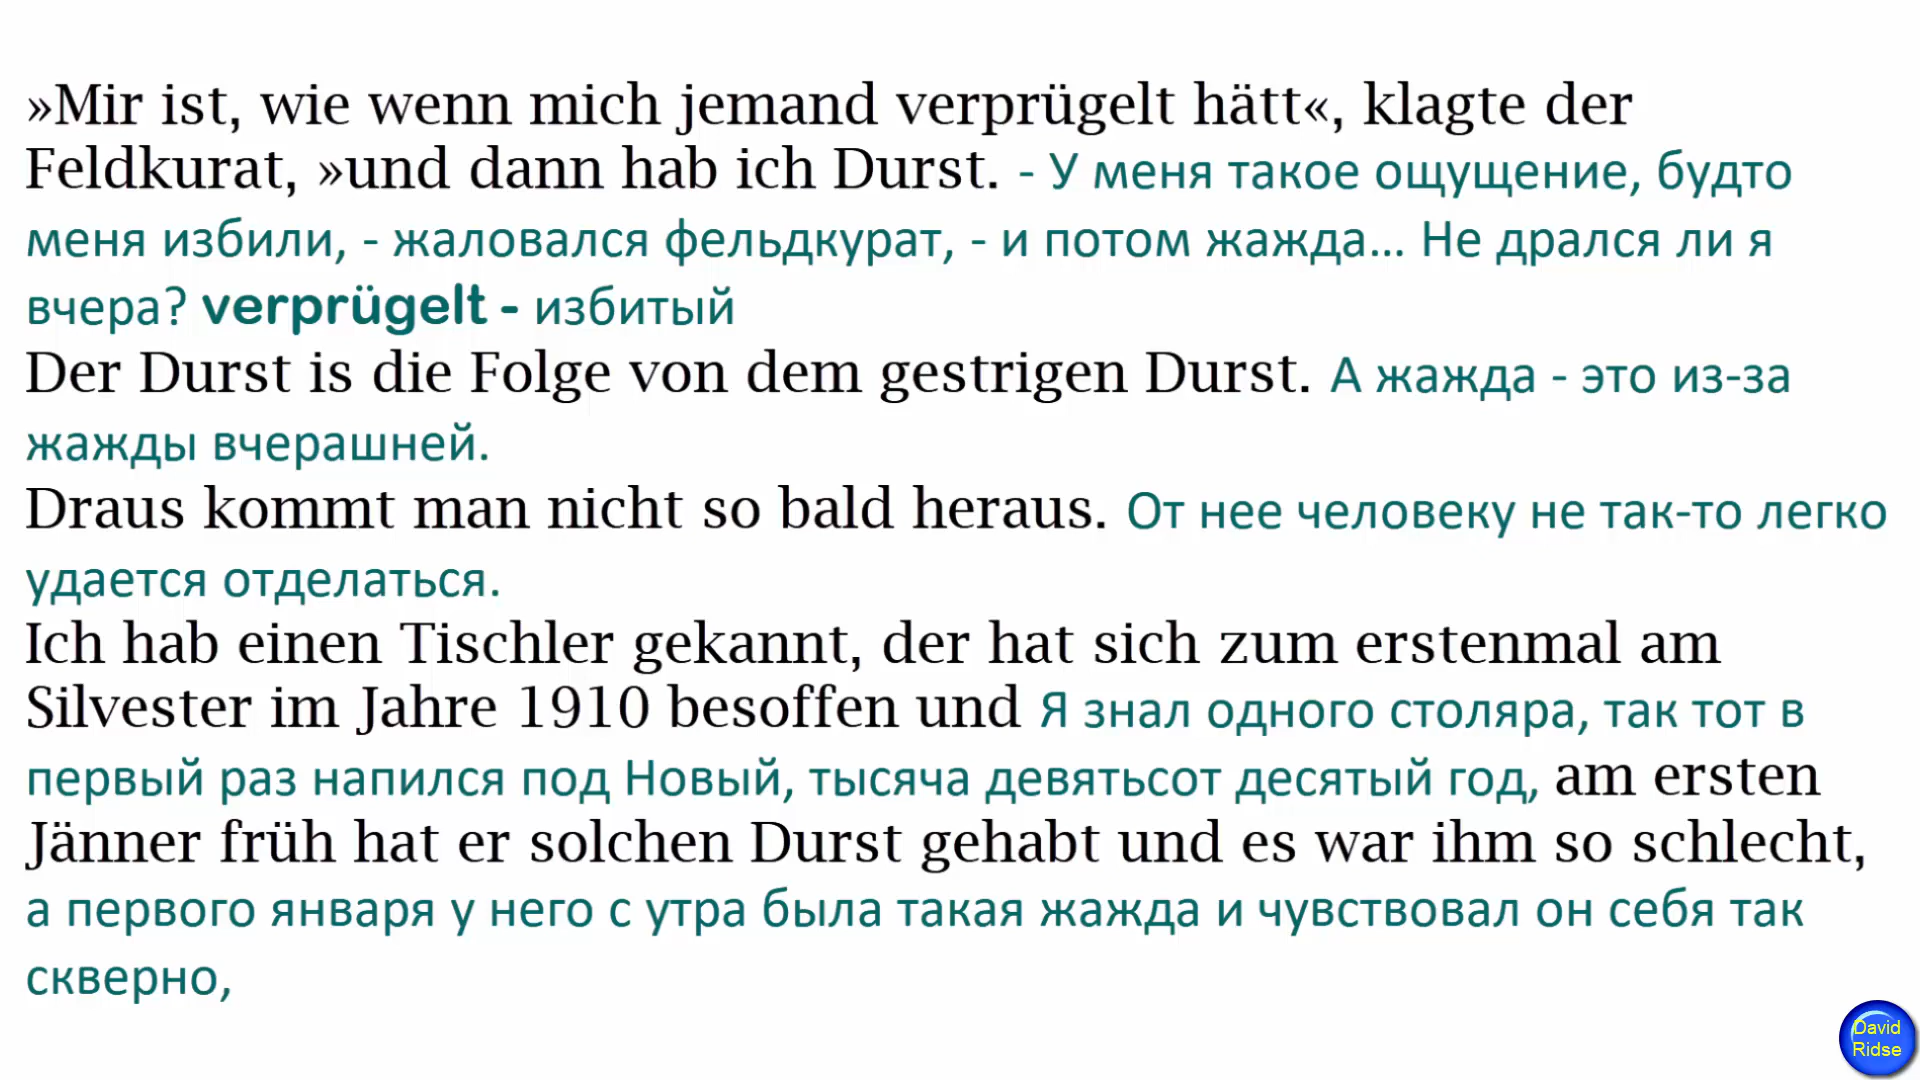 »Mir ist, wie wenn mich jemand verprügelt hätt«, klagte der
Feldkurat, »und dann hab ich Durst. - У меня такое ощущение, будто
меня избили, - жаловался фельдкурат, - и потом жажда... Не дрался ли я
вчера? verprügelt - избитый
Der Durst is die Folge von dem gestrigen Durst. А жажда - это из-за
жажды вчерашней.
Draus kommt man nicht so bald heraus. От нее человеку не так-то легко
удается отделаться.
Ich hab einen Tischler gekannt, der hat sich zum erstenmal am
Silvester im Jahre 1910 besoffen und Я знал одного столяра, так тот в
первый раз напился под Новый, тысяча девятьсот десятый год, am ersten
Jänner früh hat er solchen Durst gehabt und es war ihm so schlecht,
а первого января у него с утра была такая жажда и чувствовал он себя так
скверно,
David
Ridse